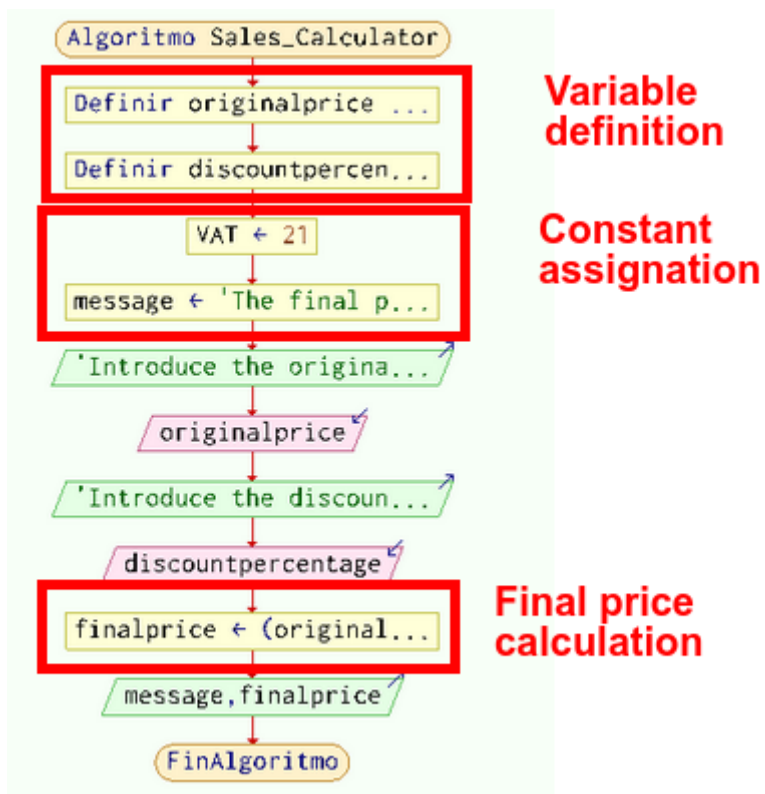 Algoritmo Sales_Calculator
Definir originalprice ...
Variable
definition
Definir discountpercen...
VAT ← 21
Constant
assignation
message ← 'The final p...
'Introduce the origina...
originalprice
'Introduce the discoun...
discountpercentage
finalprice ← (original...
Final price
calculation
message,finalprice
FinAlgoritmo